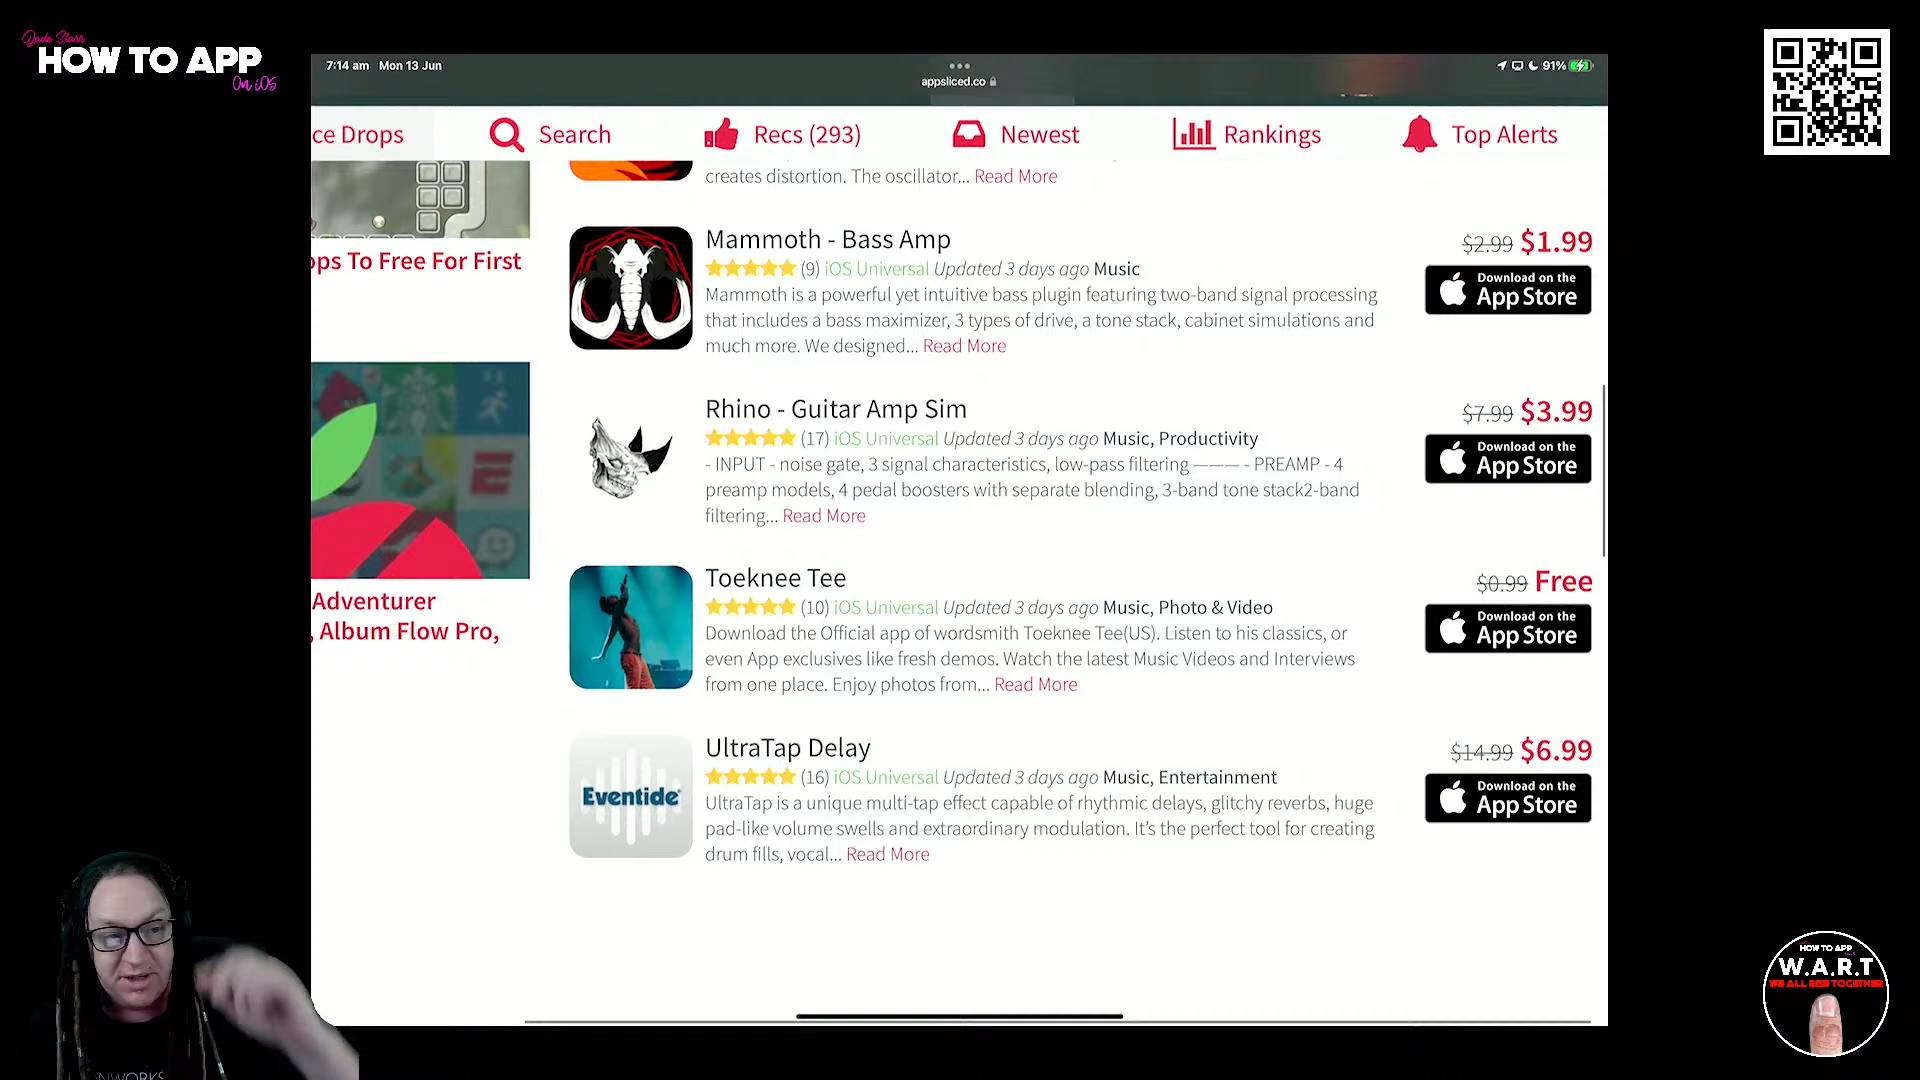 Jade Starr
HOW TO APP
On iOS
7:14 am Mon 13 Jun
appsliced.co
91%
ce Drops
Search
Recs (293)
Newest
Rankings
Top Alerts
ops To Free For First
Adventurer
, Album Flow Pro,
creates distortion. The oscillator... Read More
Mammoth - Bass Amp
(9) iOS Universal Updated 3 days ago Music
Mammoth is a powerful yet intuitive bass plugin featuring two-band signal processing
that includes a bass maximizer, 3 types of drive, a tone stack, cabinet simulations and
much more. We designed... Read More
$2.99 $1.99
Download on the
App Store
Rhino - Guitar Amp Sim
(17) iOS Universal Updated 3 days ago Music, Productivity
- INPUT - noise gate, 3 signal characteristics, low-pass filtering ——— - PREAMP - 4
preamp models, 4 pedal boosters with separate blending, 3-band tone stack2-band
filtering... Read More
$7.99 $3.99
Download on the
App Store
Toeknee Tee
(10) iOS Universal Updated 3 days ago Music, Photo & Video
Download the Official app of wordsmith Toeknee Tee(US). Listen to his classics, or
even App exclusives like fresh demos. Watch the latest Music Videos and Interviews
from one place. Enjoy photos from... Read More
$0.99 Free
Download on the
App Store
Eventide
UltraTap Delay
(16) iOS Universal Updated 3 days ago Music, Entertainment
UltraTap is a unique multi-tap effect capable of rhythmic delays, glitchy reverbs, huge
pad-like volume swells and extraordinary modulation. It's the perfect tool for creating
drum fills, vocal... Read More
$14.99 $6.99
Download on the
App Store
HOW TO APP
W.A.R.T
WE ALL RISE TOGETHER